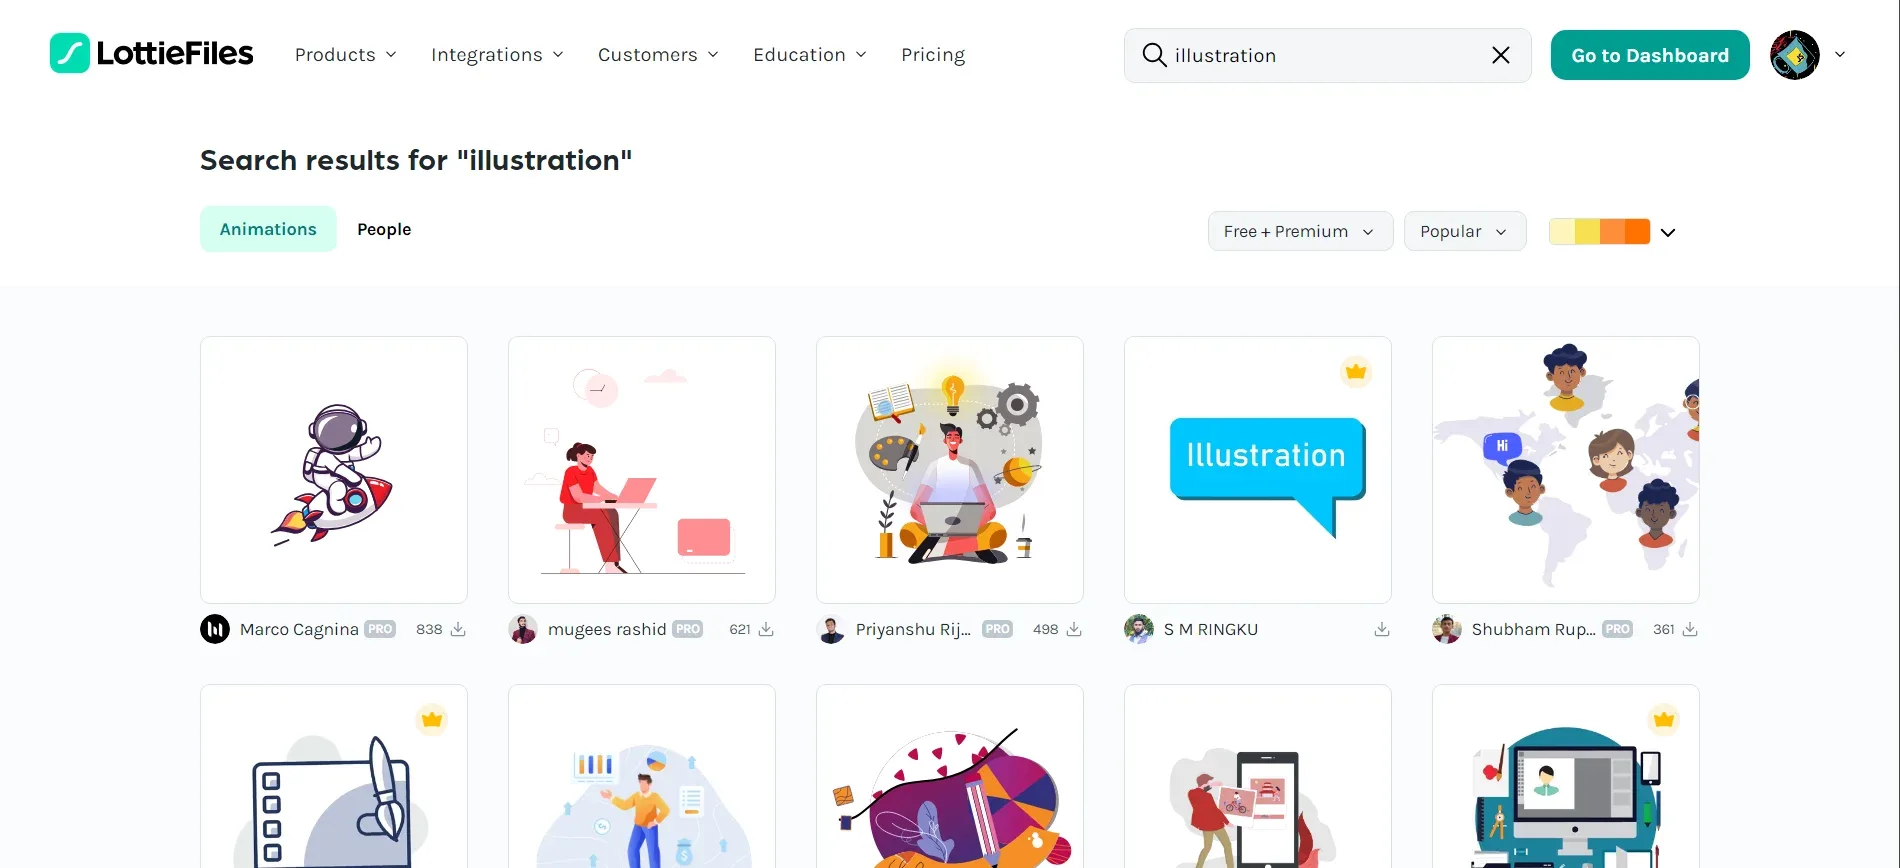 LottieFiles Products Integrations Customers Education Pricing illustration Go to Dashboard
Search results for "illustration"
Animations People Free + Premium Popular
Illustration
Hi
Marco Cagnina PRO 838
mugees rashid PRO 621
Priyanshu Rij... PRO 498
S M RINGKU
Shubham Rup... PRO 361